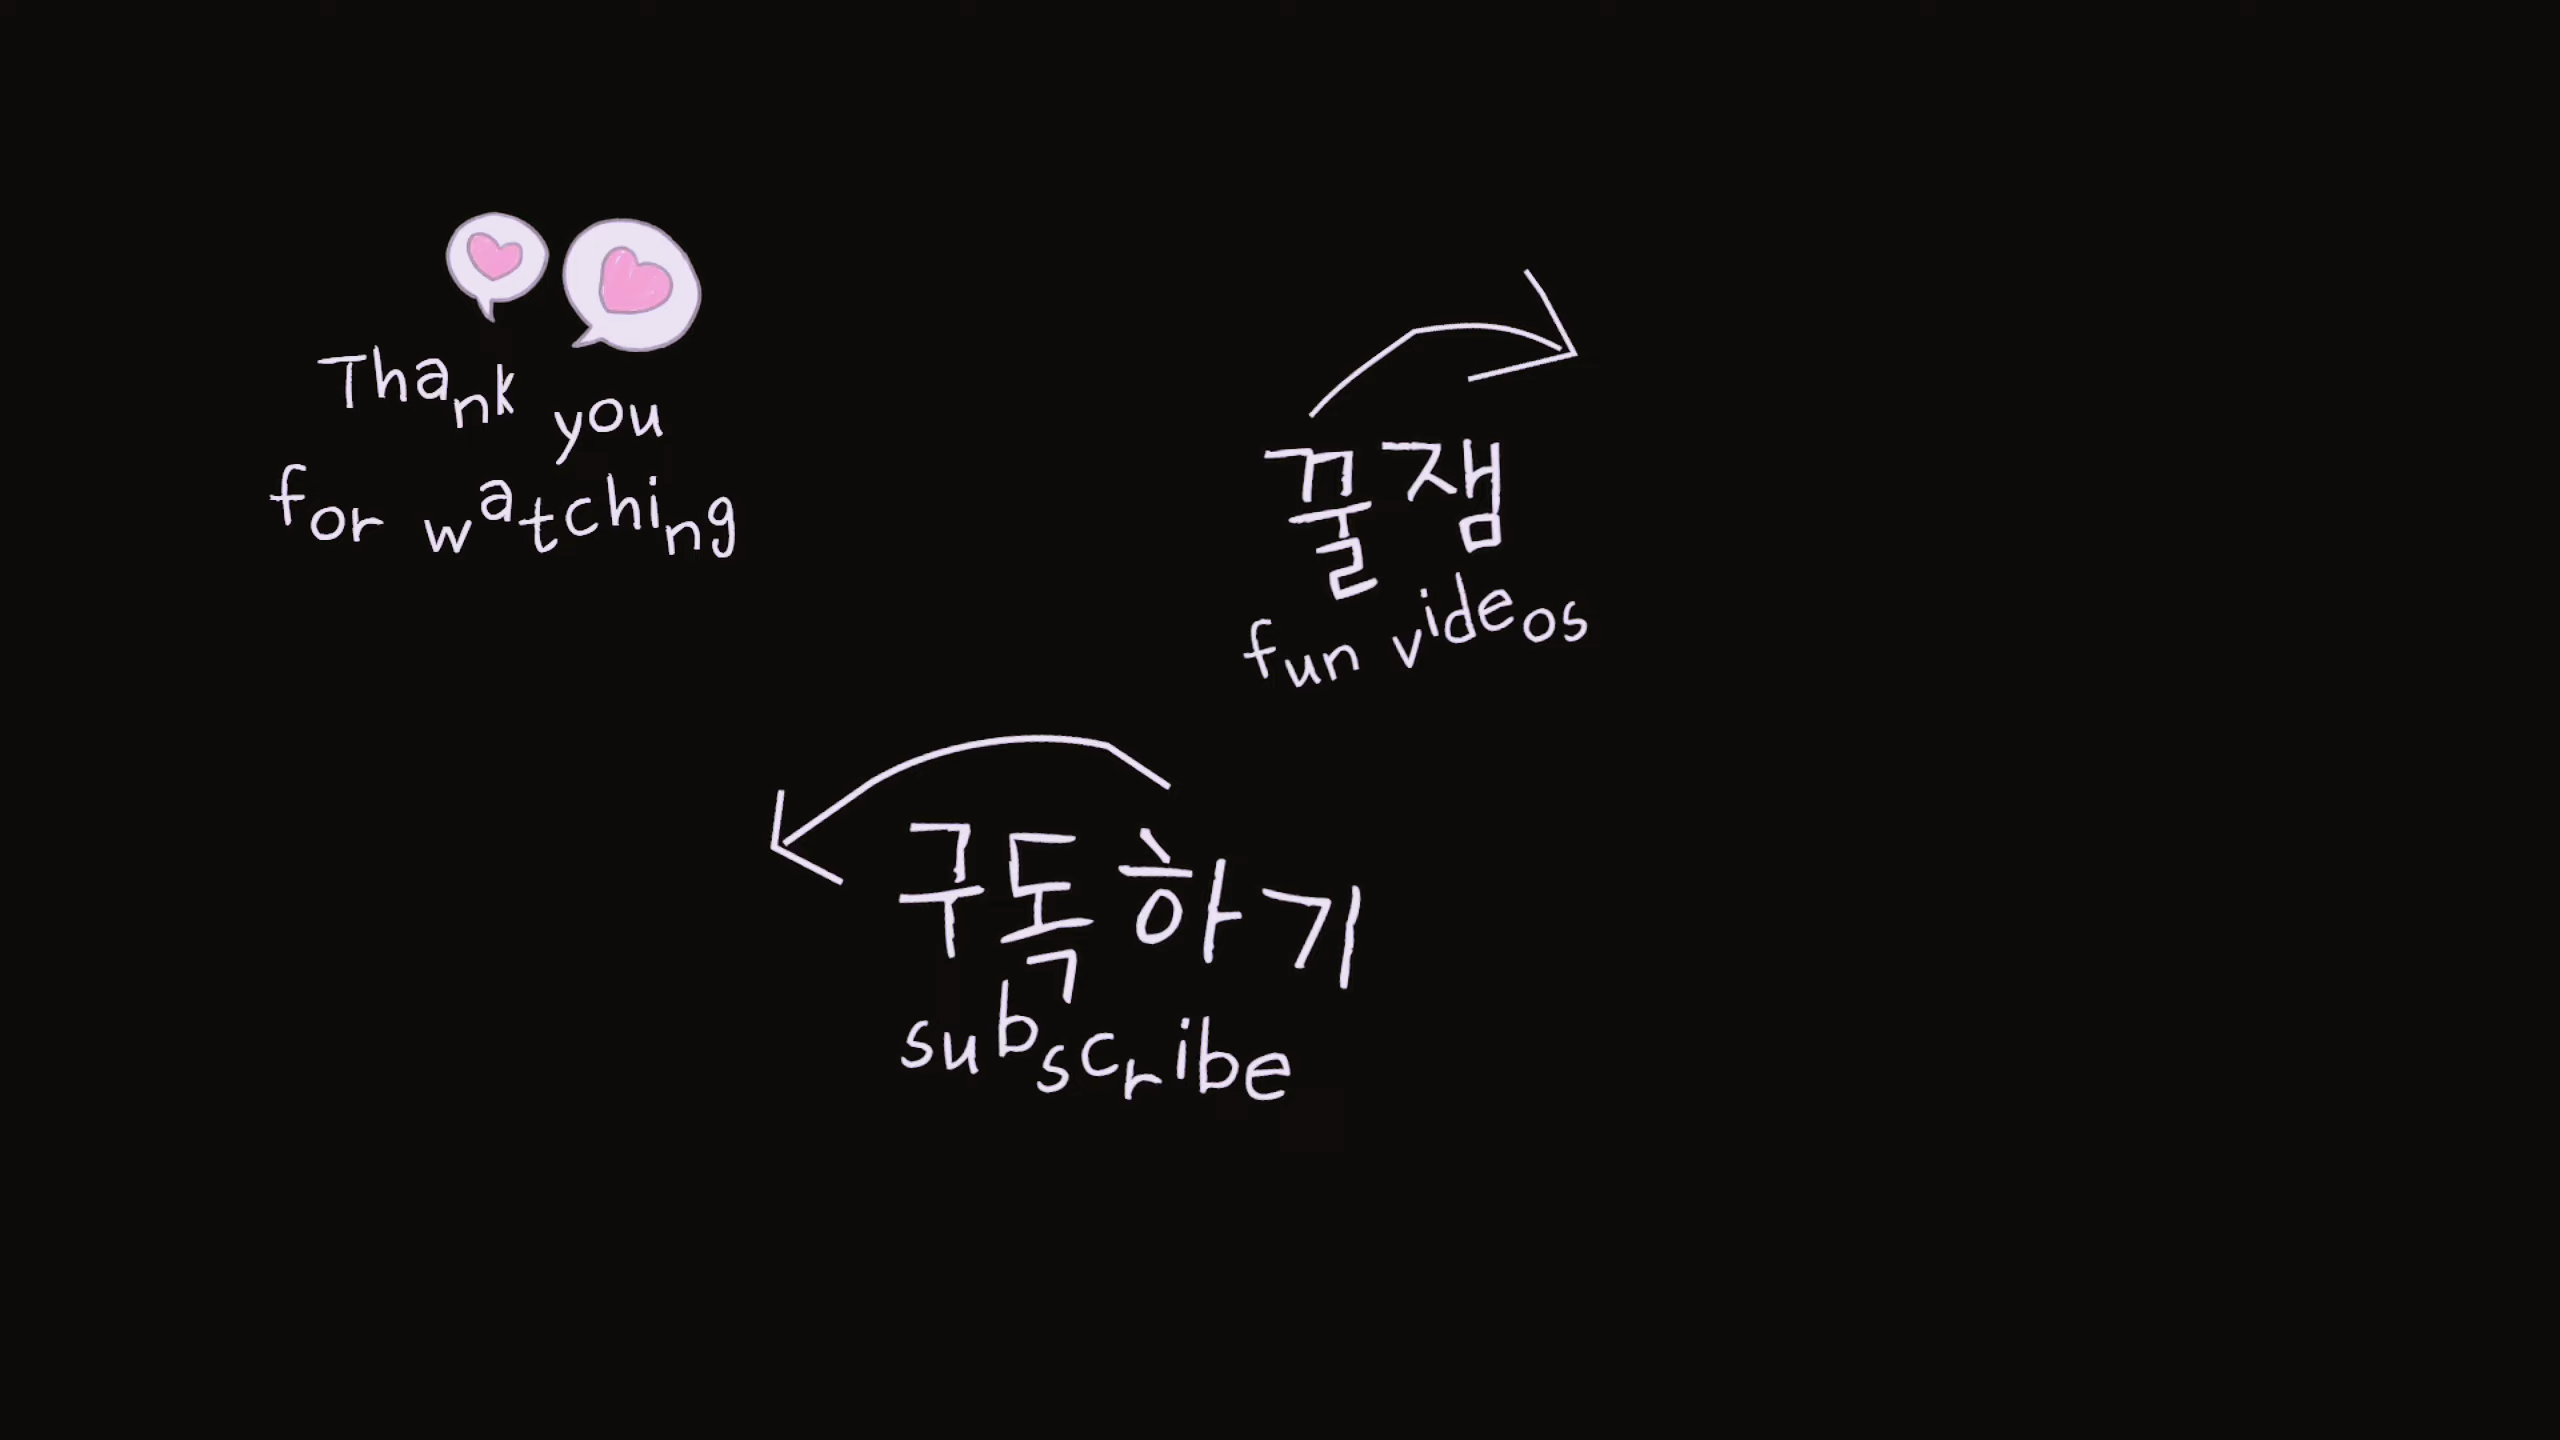 Thank you
for watching
꿀잼
fun videos
구독하기
subscribe